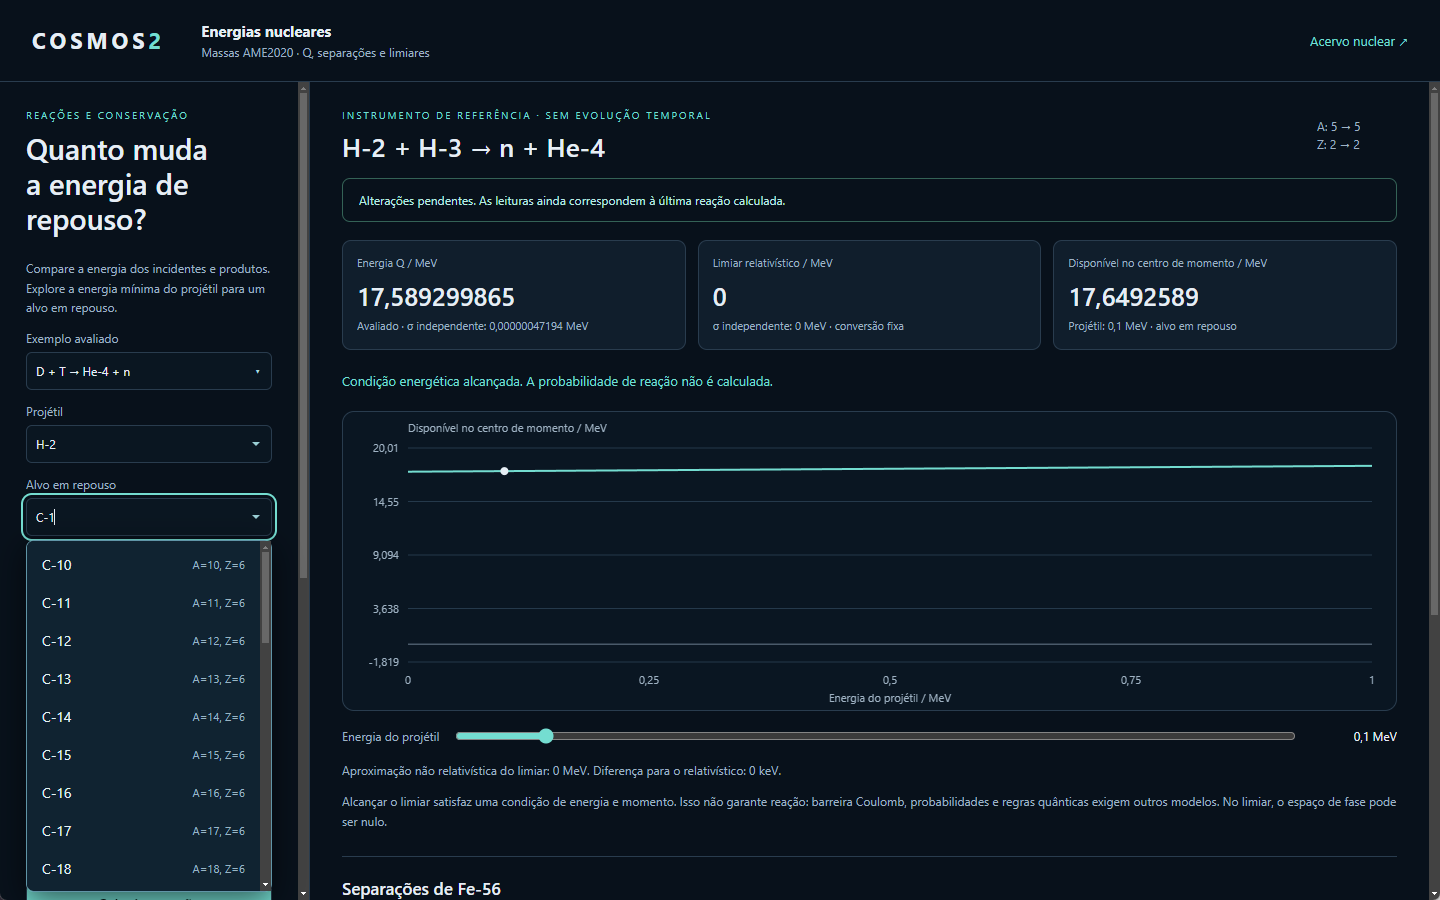 COSMOS2
Energias nucleares
Massas AME2020 · Q, separações e limiares
Acervo nuclear ↗
REAÇÕES E CONSERVAÇÃO
Quanto muda
a energia de
repouso?
Compare a energia dos incidentes e produtos.
Explore a energia mínima do projétil para um
alvo em repouso.
Exemplo avaliado
D + T → He-4 + n
Projétil
H-2
Alvo em repouso
C-1
C-10 A=10, Z=6
C-11 A=11, Z=6
C-12 A=12, Z=6
C-13 A=13, Z=6
C-14 A=14, Z=6
C-15 A=15, Z=6
C-16 A=16, Z=6
C-17 A=17, Z=6
C-18 A=18, Z=6
INSTRUMENTO DE REFERÊNCIA · SEM EVOLUÇÃO TEMPORAL
H-2 + H-3 → n + He-4
A: 5 → 5
Z: 2 → 2
Alterações pendentes. As leituras ainda correspondem à última reação calculada.
Energia Q / MeV
17,589299865
Avaliado · σ independente: 0,00000047194 MeV
Limiar relativístico / MeV
0
σ independente: 0 MeV · conversão fixa
Disponível no centro de momento / MeV
17,6492589
Projétil: 0,1 MeV · alvo em repouso
Condição energética alcançada. A probabilidade de reação não é calculada.
Disponível no centro de momento / MeV
20,01
14,55
9,094
3,638
-1,819
0 0,25 0,5 0,75 1
Energia do projétil / MeV
Energia do projétil 0,1 MeV
Aproximação não relativística do limiar: 0 MeV. Diferença para o relativístico: 0 keV.
Alcançar o limiar satisfaz uma condição de energia e momento. Isso não garante reação: barreira Coulomb, probabilidades e regras quânticas exigem outros modelos. No limiar, o espaço de fase pode
ser nulo.
Separações de Fe-56